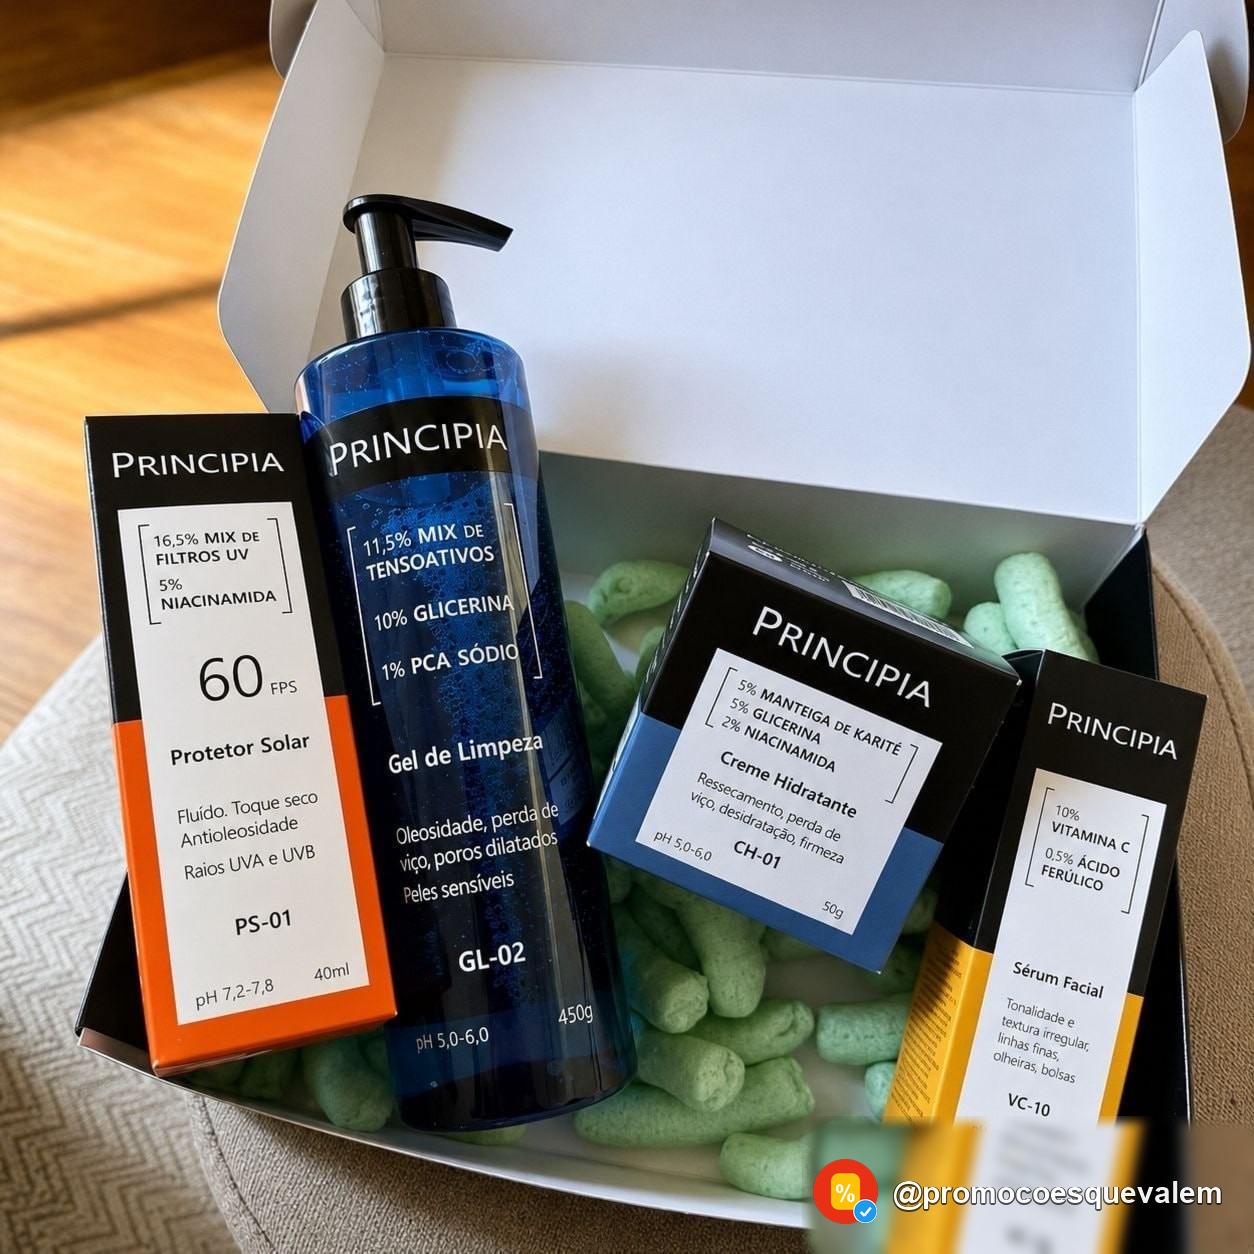 PRINCIPIA
16,5% MIX DE
FILTROS UV
5%
NIACINAMIDA
60 FPS
Protetor Solar
Fluído. Toque seco
Antioleosidade
Raios UVA e UVB
PS-01
pH 7,2-7,8 40ml
PRINCIPIA
11,5% MIX DE
TENSOATIVOS
10% GLICERINA
1% PCA SÓDIO
Gel de Limpeza
Oleosidade, perda de
viço, poros dilatados
Peles sensíveis
GL-02
pH 5,0-6,0 450g
PRINCIPIA
5% MANTEIGA DE KARITÉ
5% GLICERINA
2% NIACINAMIDA
Creme Hidratante
Ressecamento, perda de
viço, desidratação, firmeza
pH 5,0-6,0 CH-01
50g
PRINCIPIA
10%
VITAMINA C
0,5% ÁCIDO
FERÚLICO
Sérum Facial
Tonalidade e
textura irregular,
linhas finas,
olheiras, bolsas
VC-10
%
@promocoesquevalem